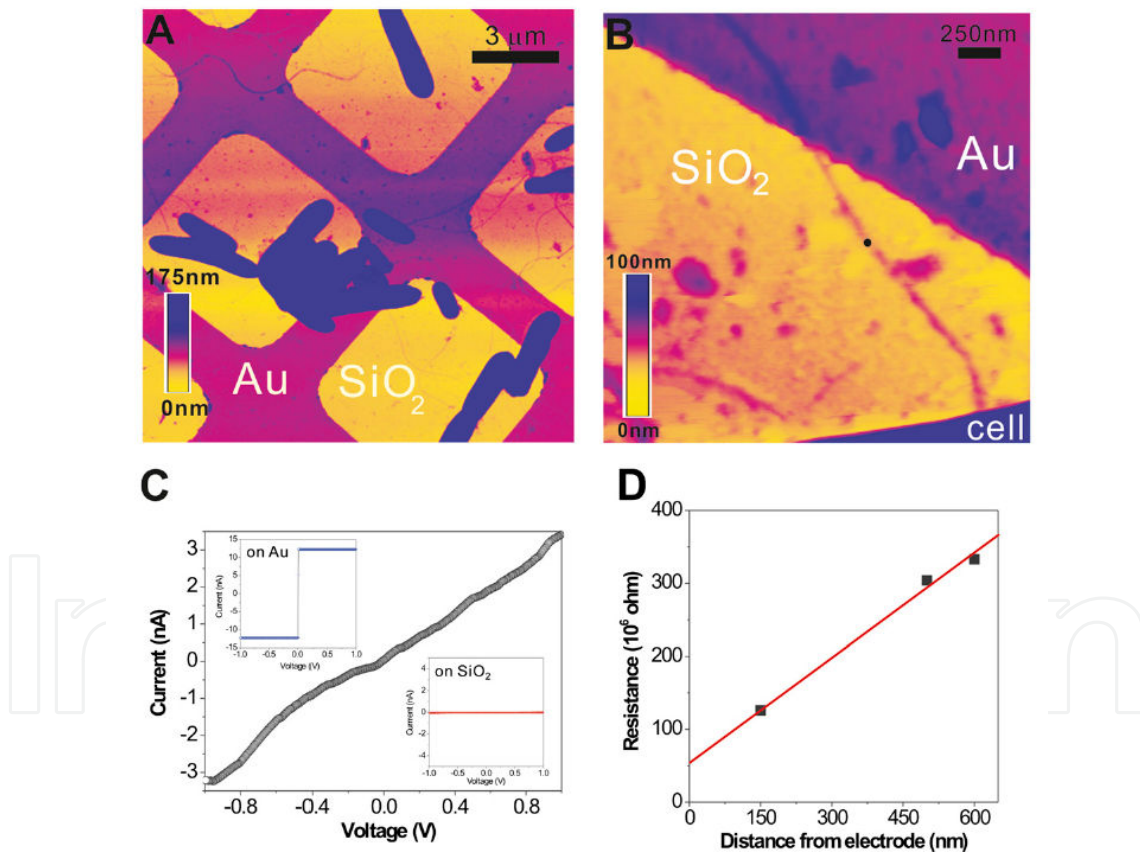 A
3 μm
175nm
0nm
Au
SiO2
B
250nm
SiO2
Au
100nm
0nm
cell
C
Current (nA)
3
2
1
0
-1
-2
-3
on Au
Current (nA)
15
10
5
0
-5
-10
-15
-1.0 -0.5 0.0 0.5 1.0
Voltage (V)
on SiO2
Current (nA)
4
2
0
-2
-4
-1.0 -0.5 0.0 0.5 1.0
Voltage (V)
-0.8 -0.4 0.0 0.4 0.8
Voltage (V)
D
Resistance (10^6 ohm)
400
300
200
100
0
0 150 300 450 600
Distance from electrode (nm)